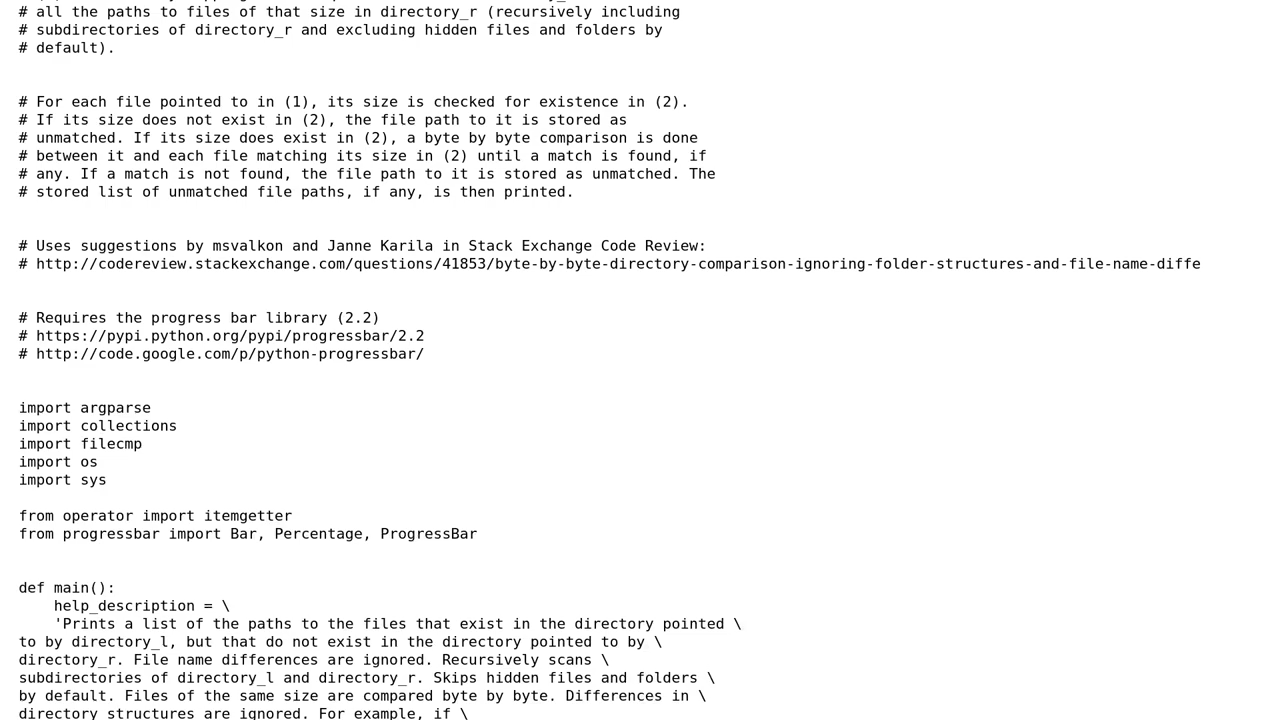 # all the paths to files of that size in directory_r (recursively including
# subdirectories of directory_r and excluding hidden files and folders by
# default).
# For each file pointed to in (1), its size is checked for existence in (2).
# If its size does not exist in (2), the file path to it is stored as
# unmatched. If its size does exist in (2), a byte by byte comparison is done
# between it and each file matching its size in (2) until a match is found, if
# any. If a match is not found, the file path to it is stored as unmatched. The
# stored list of unmatched file paths, if any, is then printed.
# Uses suggestions by msvalkon and Janne Karila in Stack Exchange Code Review:
# http://codereview.stackexchange.com/questions/41853/byte-by-byte-directory-comparison-ignoring-folder-structures-and-file-name-diffe
# Requires the progress bar library (2.2)
# https://pypi.python.org/pypi/progressbar/2.2
# http://code.google.com/p/python-progressbar/
import argparse
import collections
import filecmp
import os
import sys
from operator import itemgetter
from progressbar import Bar, Percentage, ProgressBar
def main():
    help_description = \
    'Prints a list of the paths to the files that exist in the directory pointed \
to by directory_l, but that do not exist in the directory pointed to by \
directory_r. File name differences are ignored. Recursively scans \
subdirectories of directory_l and directory_r. Skips hidden files and folders \
by default. Files of the same size are compared byte by byte. Differences in \
directory structures are ignored. For example, if \